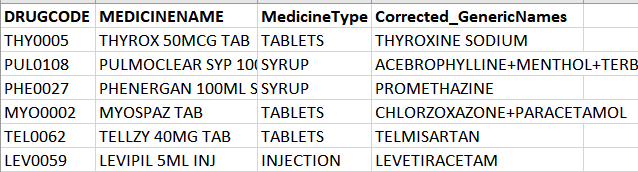 DRUGCODE MEDICINENAME MedicineType Corrected_GenericNames
THY0005 THYROX 50MCG TAB TABLETS THYROXINE SODIUM
PUL0108 PULMOCLEAR SYP 100 SYRUP ACEBROPHYLLINE+MENTHOL+TERB
PHE0027 PHENERGAN 100ML S SYRUP PROMETHAZINE
MYO0002 MYOSPAZ TAB TABLETS CHLORZOXAZONE+PARACETAMOL
TEL0062 TELLZY 40MG TAB TABLETS TELMISARTAN
LEV0059 LEVIPIL 5ML INJ INJECTION LEVETIRACETAM